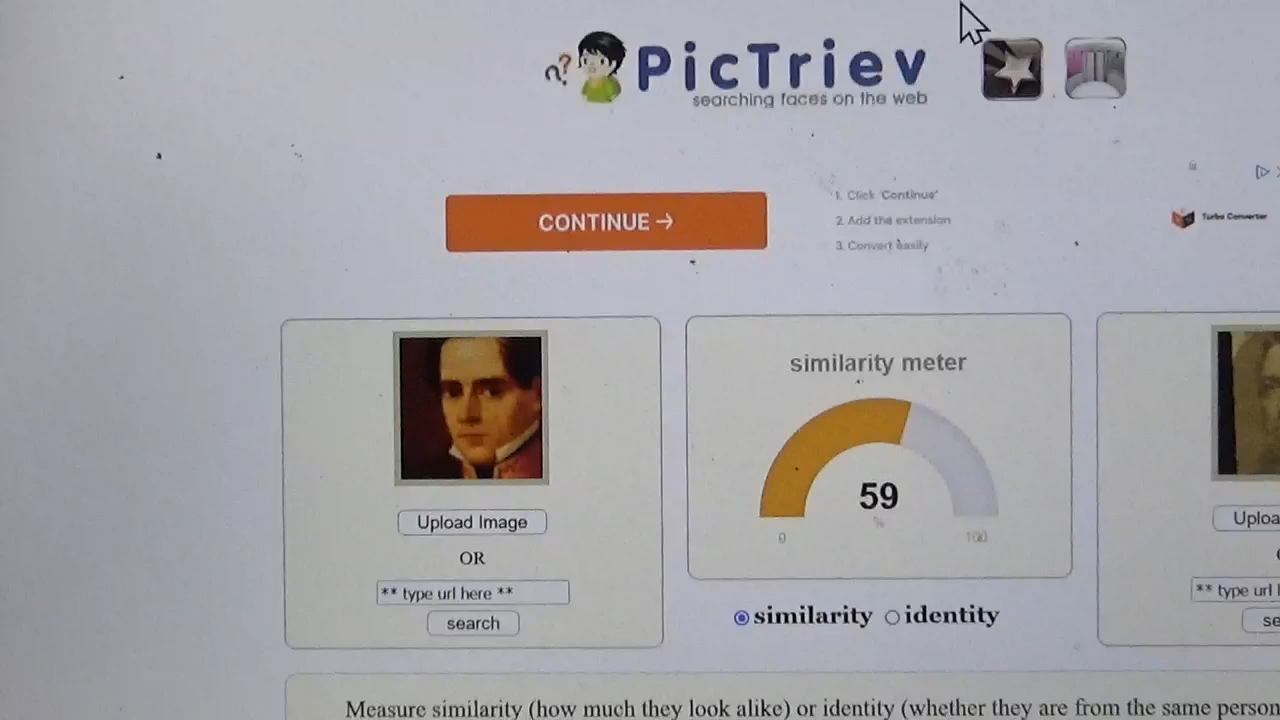 PicTriev
searching faces on the web
CONTINUE →
1. Click 'Continue'
2. Add the extension
3. Convert easily
Turbo Converter
similarity meter
59
%
0
100
Upload Image
OR
** type url here **
search
similarity identity
Uploa
** type url
se
Measure similarity (how much they look alike) or identity (whether they are from the same person